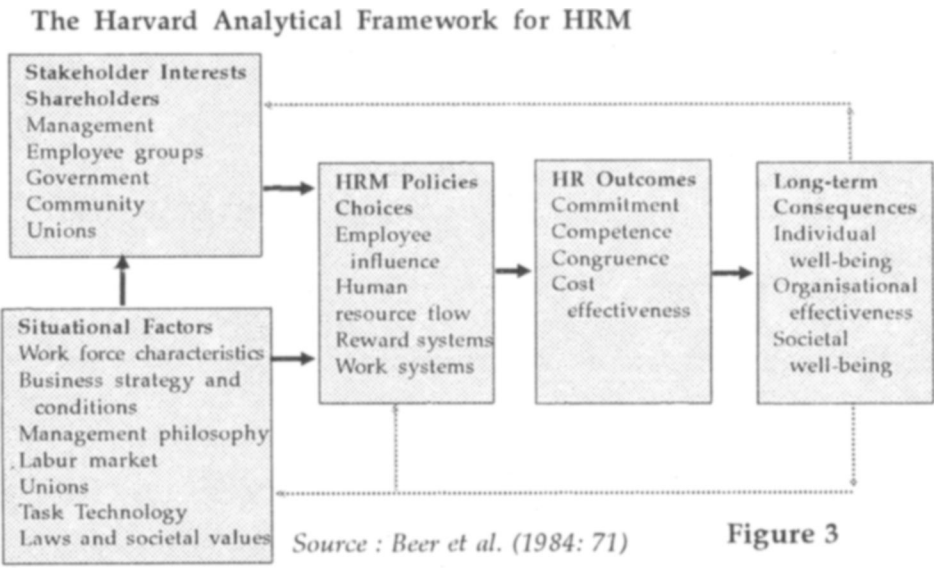 The Harvard Analytical Framework for HRM
Stakeholder Interests
Shareholders
Management
Employee groups
Government
Community
Unions
Situational Factors
Work force characteristics
Business strategy and
conditions
Management philosophy
Labur market
Unions
Task Technology
Laws and societal values
HRM Policies
Choices
Employee
influence
Human
resource flow
Reward systems
Work systems
HR Outcomes
Commitment
Competence
Congruence
Cost
effectiveness
Long-term
Consequences
Individual
well-being
Organisational
effectiveness
Societal
well-being
Source : Beer et al. (1984: 71)
Figure 3